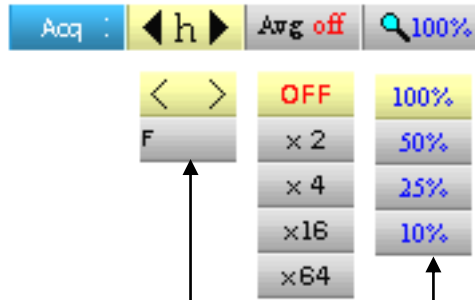 Acq : ◀ h ▶ Avg off 100%
< > OFF 100%
F × 2 50%
× 4 25%
×16 10%
×64